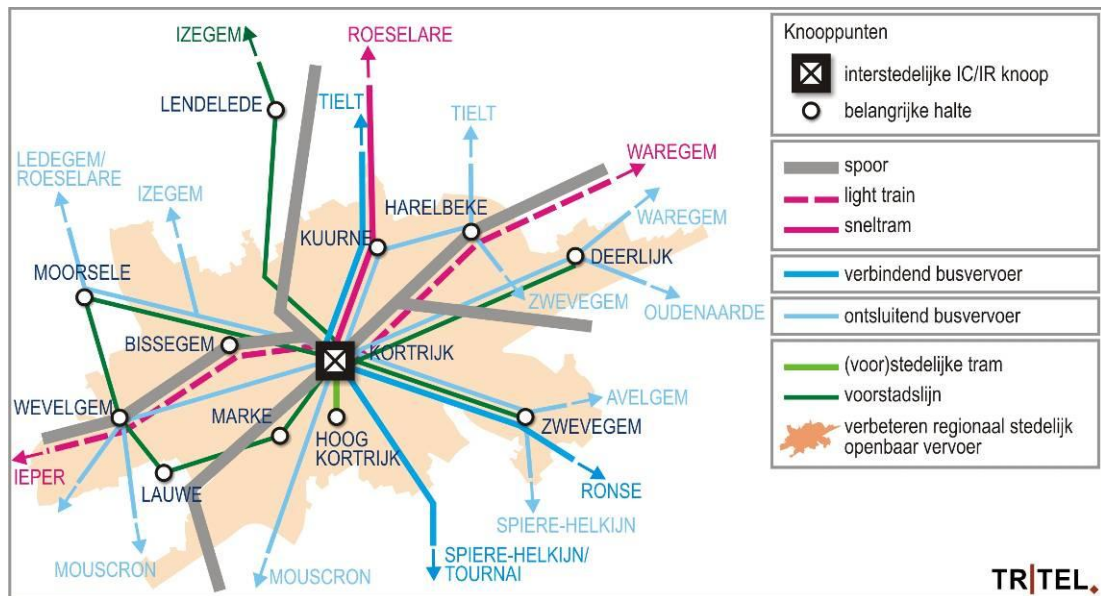 IZEGEM
ROESELARE
LENDELEDE
TIELT
TIELT
LEDEGEM/
ROESELARE
IZEGEM
WAREGEM
HARELBEKE
WAREGEM
KUURNE
DEERLIJK
MOORSELE
ZWEVEGEM
OUDENAARDE
BISSEGEM
KORTRIJK
AVELGEM
WEVELGEM
MARKE
HOOG
KORTRIJK
ZWEVEGEM
IEPER
LAUWE
RONSE
SPIERE-HELKIJN
MOUSCRON
MOUSCRON
SPIERE-HELKIJN/
TOURNAI
Knooppunten
interstedelijke IC/IR knoop
belangrijke halte
spoor
light train
sneltram
verbindend busvervoer
ontsluitend busvervoer
(voor)stedelijke tram
voorstadslijn
verbeteren regionaal stedelijk
openbaar vervoer
TR|TEL.